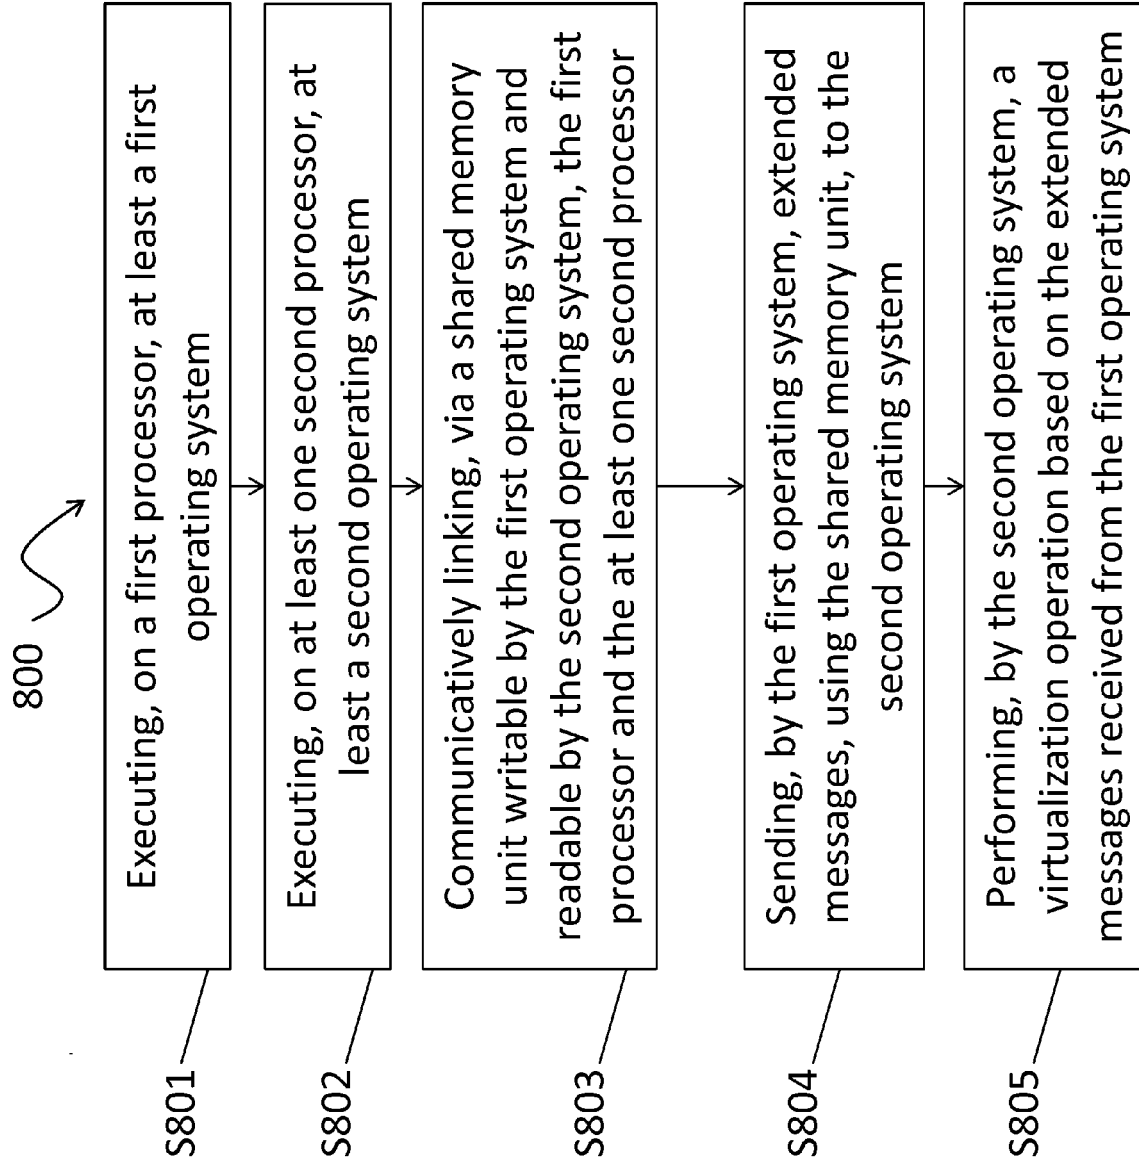 800
S801
Executing, on a first processor, at least a first
operating system
S802
Executing, on at least one second processor, at
least a second operating system
S803
Communicatively linking, via a shared memory
unit writable by the first operating system and
readable by the second operating system, the first
processor and the at least one second processor
S804
Sending, by the first operating system, extended
messages, using the shared memory unit, to the
second operating system
S805
Performing, by the second operating system, a
virtualization operation based on the extended
messages received from the first operating system